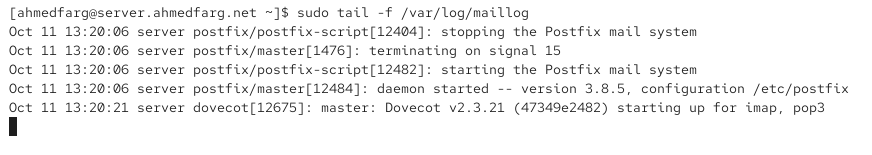 [ahmedfarg@server.ahmedfarg.net ~]$ sudo tail -f /var/log/maillog
Oct 11 13:20:06 server postfix/postfix-script[12404]: stopping the Postfix mail system
Oct 11 13:20:06 server postfix/master[1476]: terminating on signal 15
Oct 11 13:20:06 server postfix/postfix-script[12482]: starting the Postfix mail system
Oct 11 13:20:06 server postfix/master[12484]: daemon started -- version 3.8.5, configuration /etc/postfix
Oct 11 13:20:21 server dovecot[12675]: master: Dovecot v2.3.21 (47349e2482) starting up for imap, pop3